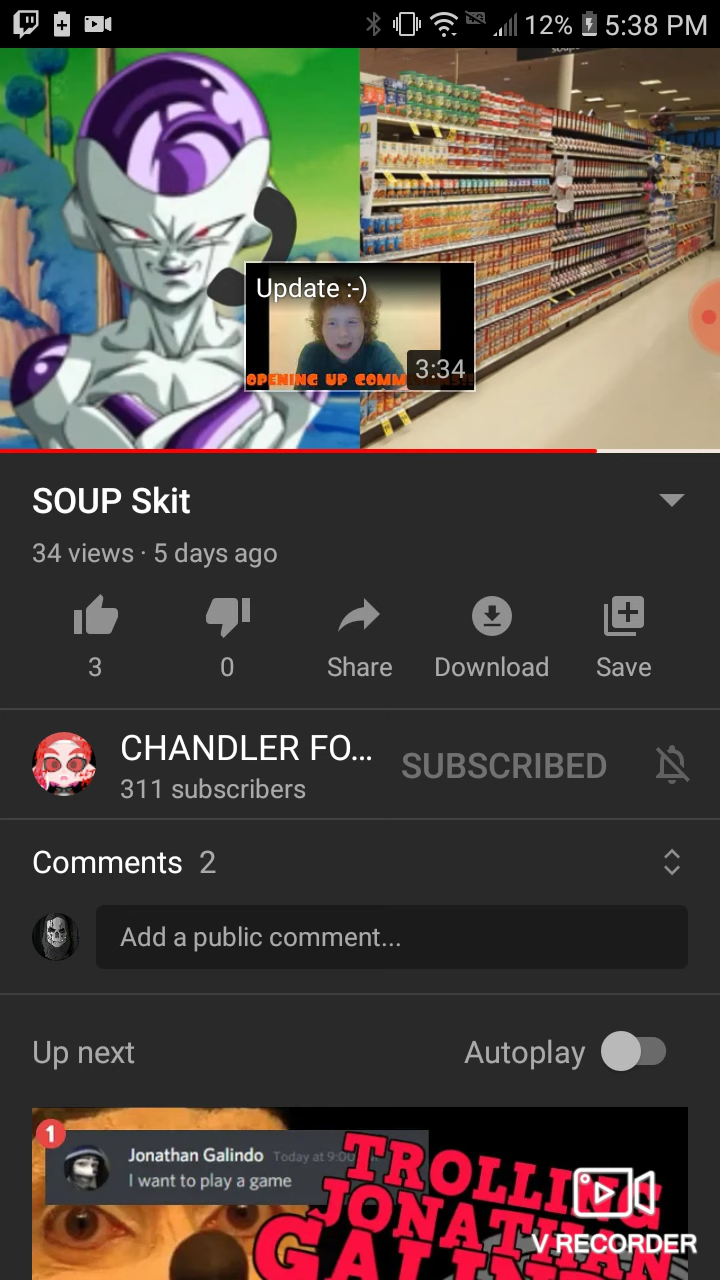 12% 5:38 PM
Update :-)
3:34
OPENING UP COMM
SOUP Skit
34 views · 5 days ago
3
0
Share
Download
Save
CHANDLER FO...
311 subscribers
SUBSCRIBED
Comments 2
Add a public comment...
Up next
Autoplay
1
Jonathan Galindo Today at 9:00
I want to play a game
TROLLING
JONATHAN
V RECORDER